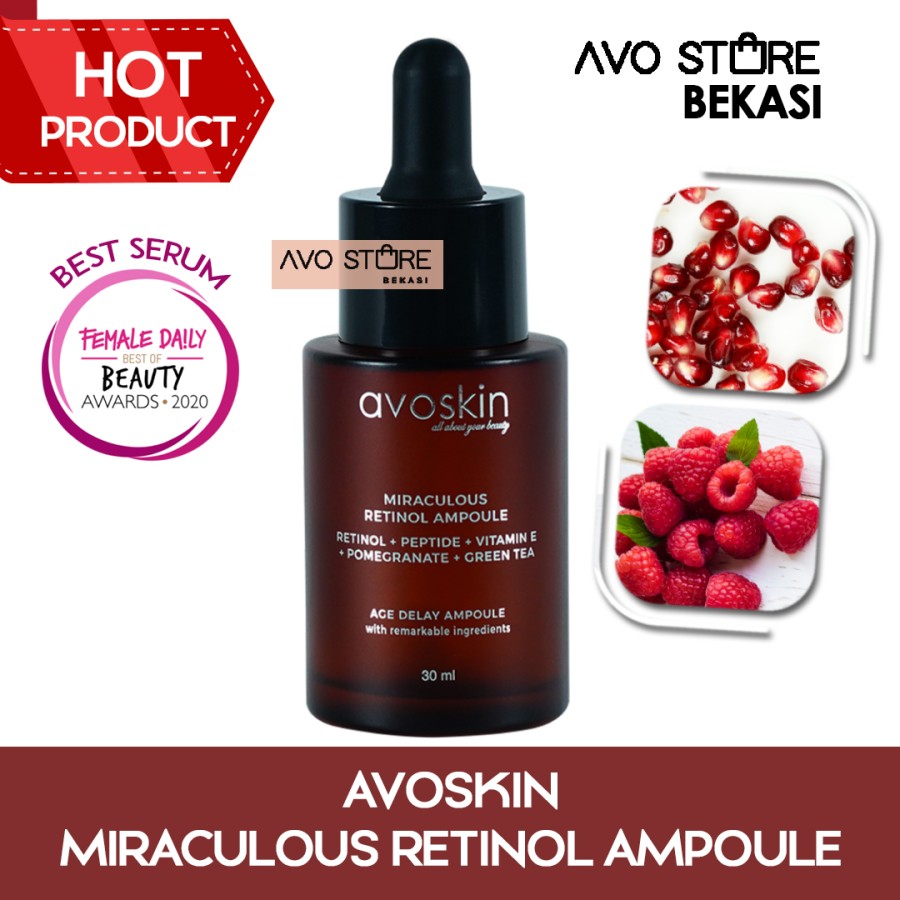 HOT
PRODUCT
AVO STORE
BEKASI
BEST SERUM
FEMALE DAILY
BEST OF
BEAUTY
AWARDS • 2020
AVO STORE
BEKASI
avoskin
all about your beauty
MIRACULOUS
RETINOL AMPOULE
RETINOL + PEPTIDE + VITAMIN E
+ POMEGRANATE + GREEN TEA
AGE DELAY AMPOULE
with remarkable ingredients
30 ml
AVOSKIN
MIRACULOUS RETINOL AMPOULE